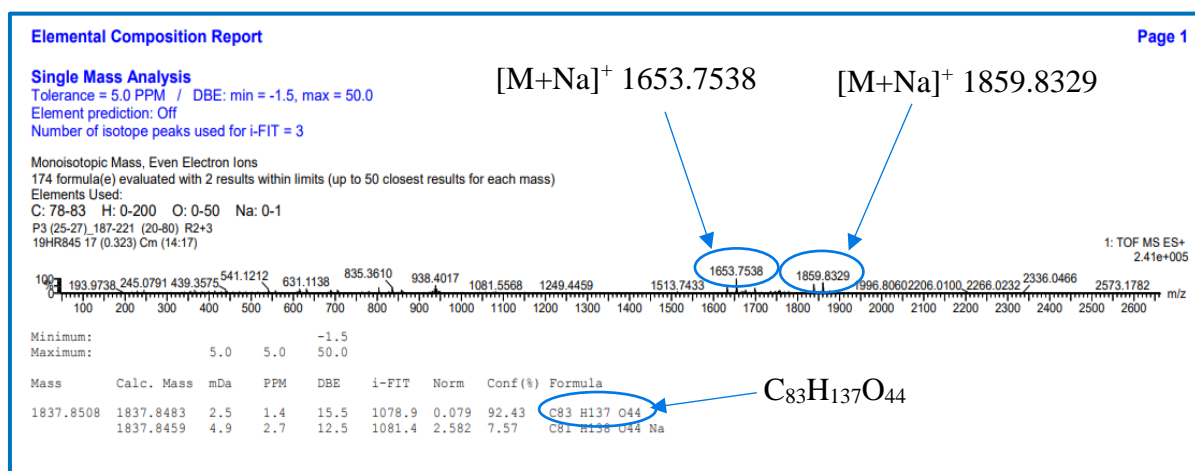 Elemental Composition Report Page 1
Single Mass Analysis
Tolerance = 5.0 PPM / DBE: min = -1.5, max = 50.0
Element prediction: Off
Number of isotope peaks used for i-FIT = 3
[M+Na]⁺ 1653.7538 [M+Na]⁺ 1859.8329
Monoisotopic Mass, Even Electron Ions
174 formula(e) evaluated with 2 results within limits (up to 50 closest results for each mass)
Elements Used:
C: 78-83 H: 0-200 O: 0-50 Na: 0-1
P3 (25-27)_187-221 (20-80) R2+3
19HR845 17 (0.323) Cm (14:17)
1: TOF MS ES+
2.41e+005
100
%
0
193.9738 245.0791 439.3575 541.1212 631.1138 835.3610 938.4017 1081.5568 1249.4459 1513.7433 1653.7538 1859.8329 1996.8060 2206.0100 2266.0232 2336.0466 2573.1782
m/z
100 200 300 400 500 600 700 800 900 1000 1100 1200 1300 1400 1500 1600 1700 1800 1900 2000 2100 2200 2300 2400 2500 2600
Minimum: -1.5
Maximum: 5.0 5.0 50.0
Mass Calc. Mass mDa PPM DBE i-FIT Norm Conf(%) Formula
1837.8508 1837.8483 2.5 1.4 15.5 1078.9 0.079 92.43 C83 H137 O44
1837.8459 4.9 2.7 12.5 1081.4 2.582 7.57 C81 H138 O44 Na
C₈₃H₁₃₇O₄₄